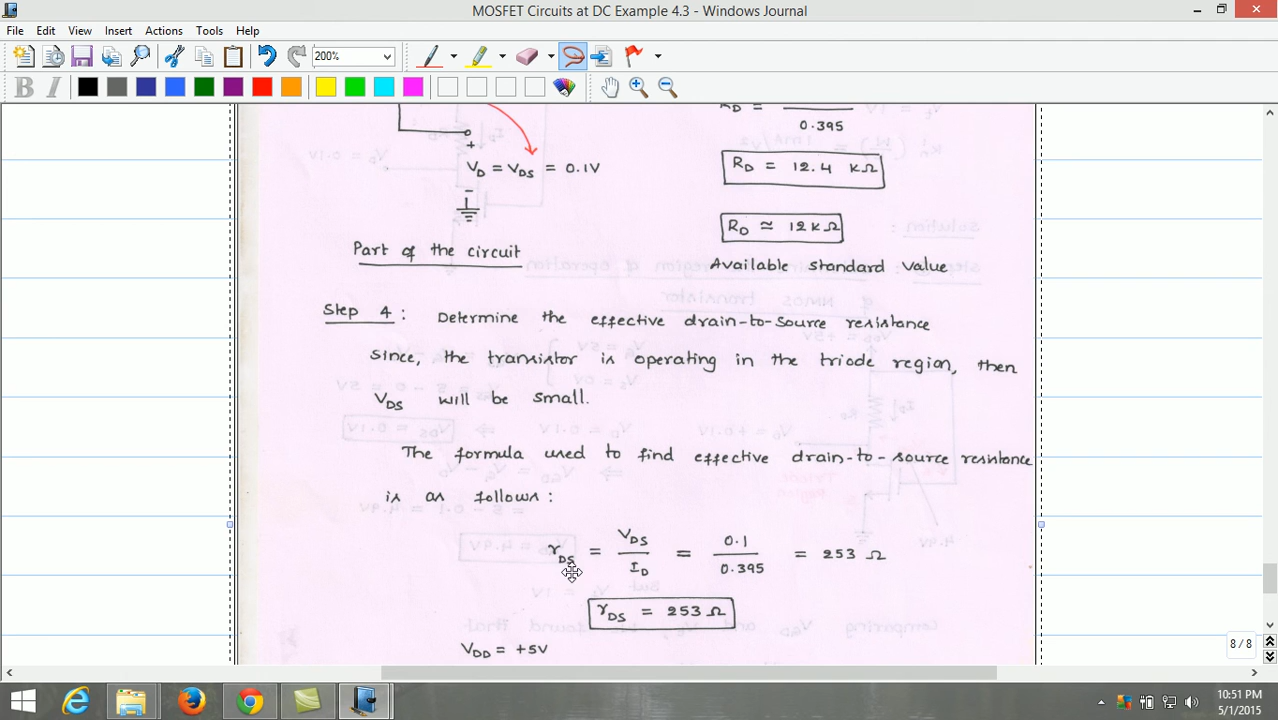 MOSFET Circuits at DC Example 4.3 - Windows Journal
File Edit View Insert Actions Tools Help
200%
B I
R_D =
0.395
+
V_D = V_DS = 0.1V
R_D = 12.4 KΩ
-
R_D ≈ 12KΩ
Part of the circuit
Available standard value
Step 4 : Determine the effective drain-to-source resistance
Since, the transistor is operating in the triode region, then
V_DS will be small.
The formula used to find effective drain-to-source resistance
is as follows :
r_DS = V_DS / I_D = 0.1 / 0.395 = 253 Ω
r_DS = 253 Ω
V_DD = +5V
8 / 8
10:51 PM
5/1/2015